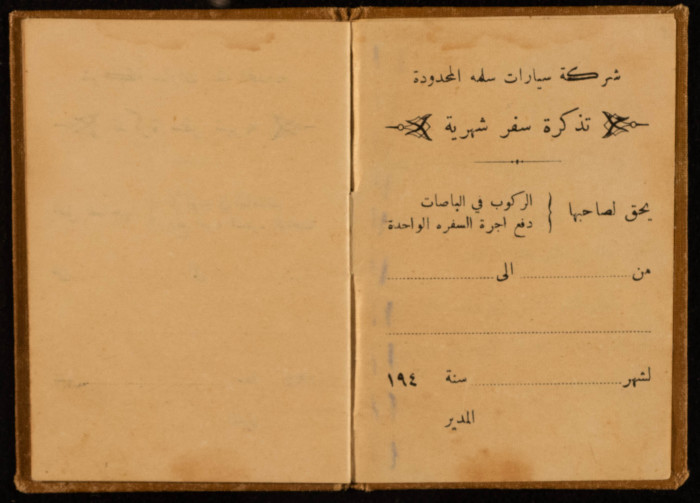 شركة سيارات سلمه المحدودة
تذكرة سفر شهرية
يحق لصاحبها { الركوب في الباصات
دفع اجرة السفره الواحدة
من ........................ الى ........................
................................................
لشهر ........................ سنة ١٩٤
المدير